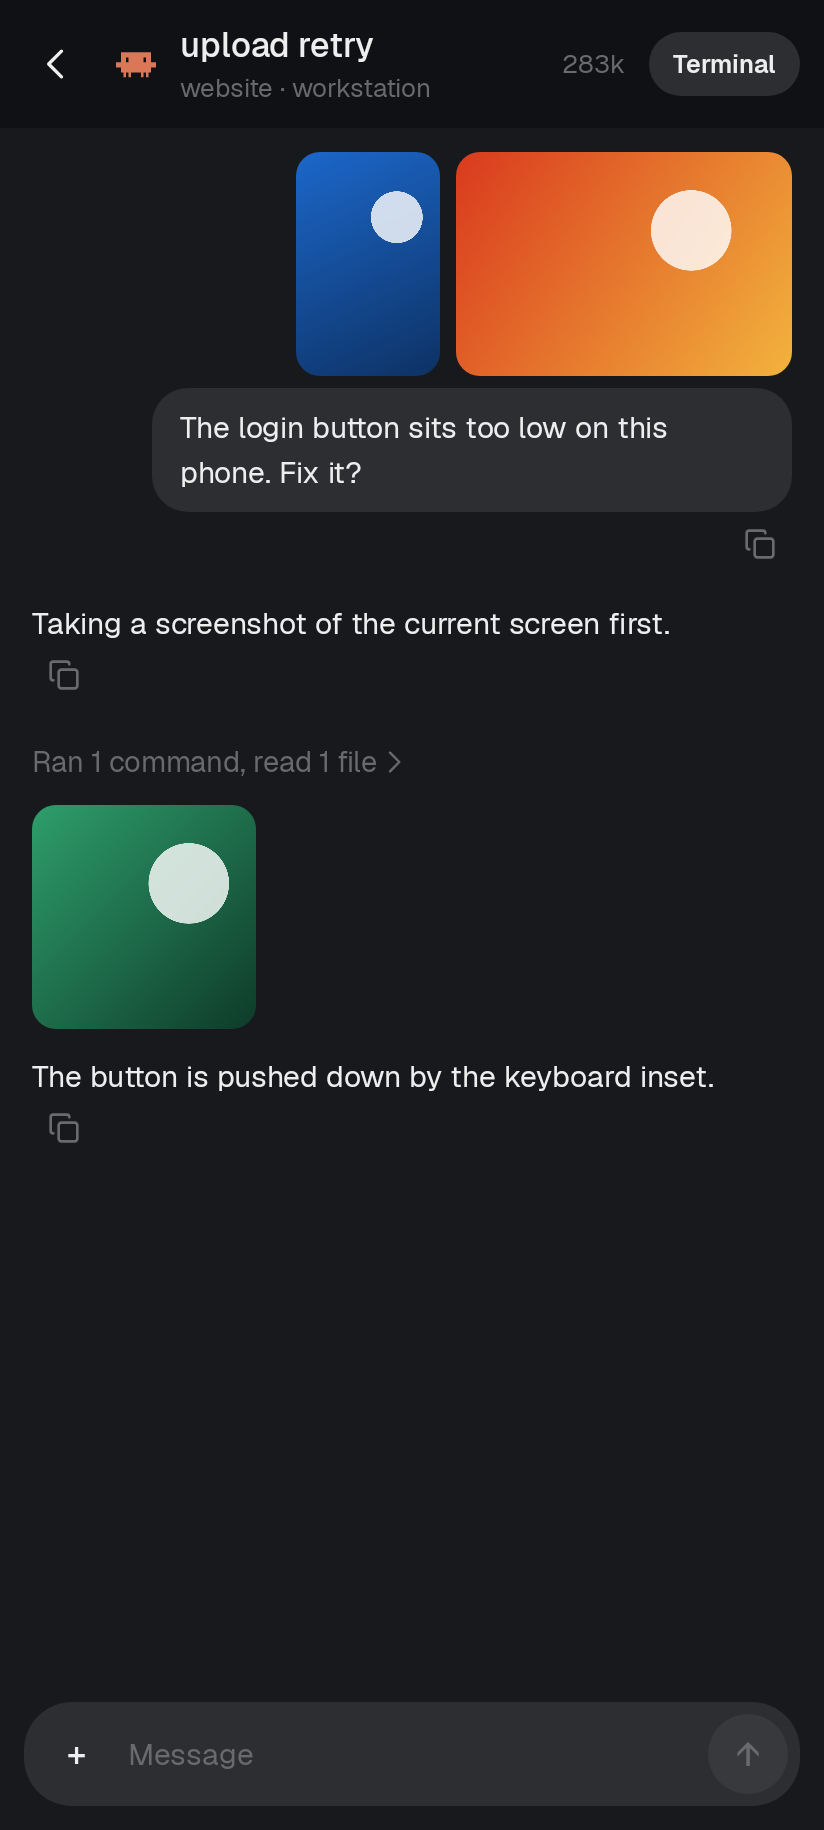 upload retry
website · workstation
283k
Terminal
The login button sits too low on this
phone. Fix it?
Taking a screenshot of the current screen first.
Ran 1 command, read 1 file
The button is pushed down by the keyboard inset.
+ Message